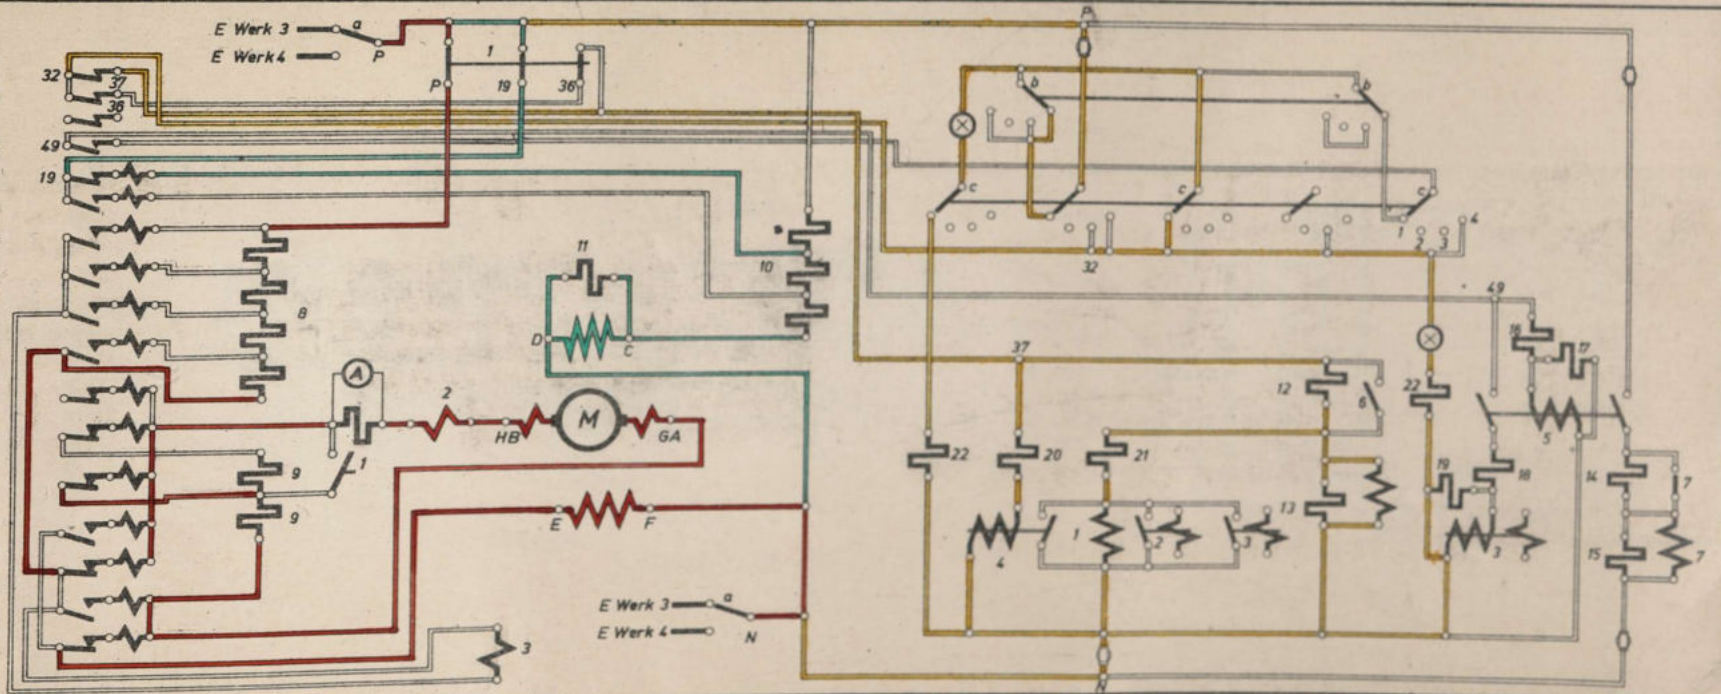 E Werk 3 a
E Werk 4 P
P 1 19 36
32 37
36
49
19
8
9
9
A
1
2
HB M GA
E F
3
11
D C
10
a
E Werk 3 a
E Werk 4 N
P
b b
c c c
1 2 3 4
32
49
37
12 6
16 17
5
22 20 21 22
13
19 18
14 7
4 1 2 3
3 15 7
N